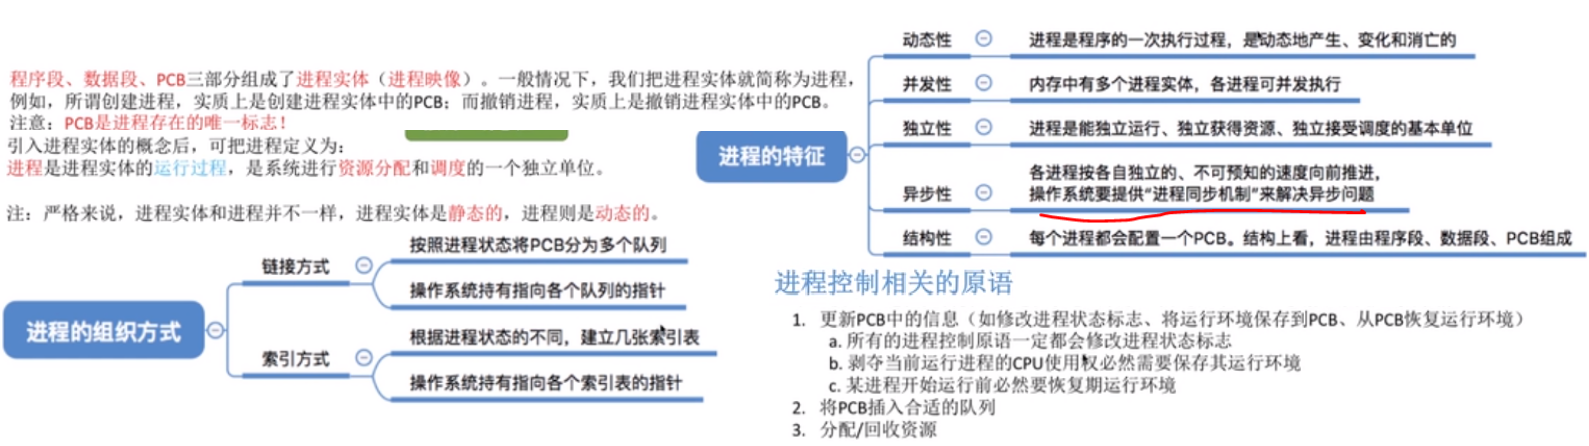 程序段、数据段、PCB三部分组成了进程实体（进程映像）。一般情况下，我们把进程实体就简称为进程，
例如，所谓创建进程，实质上是创建进程实体中的PCB；而撤销进程，实质上是撤销进程实体中的PCB。
注意：PCB是进程存在的唯一标志！
引入进程实体的概念后，可把进程定义为：
进程是进程实体的运行过程，是系统进行资源分配和调度的一个独立单位。
注：严格来说，进程实体和进程并不一样，进程实体是静态的，进程则是动态的。
进程的组织方式
链接方式
按照进程状态将PCB分为多个队列
操作系统持有指向各个队列的指针
索引方式
根据进程状态的不同，建立几张索引表
操作系统持有指向各个索引表的指针
进程的特征
动态性
进程是程序的一次执行过程，是动态地产生、变化和消亡的
并发性
内存中有多个进程实体，各进程可并发执行
独立性
进程是能独立运行、独立获得资源、独立接受调度的基本单位
异步性
各进程按各自独立的、不可预知的速度向前推进，
操作系统要提供“进程同步机制”来解决异步问题
结构性
每个进程都会配置一个PCB。结构上看，进程由程序段、数据段、PCB组成
进程控制相关的原语
1. 更新PCB中的信息（如修改进程状态标志、将运行环境保存到PCB、从PCB恢复运行环境）
a. 所有的进程控制原语一定都会修改进程状态标志
b. 剥夺当前运行进程的CPU使用权必然需要保存其运行环境
c. 某进程开始运行前必然要恢复期运行环境
2. 将PCB插入合适的队列
3. 分配/回收资源